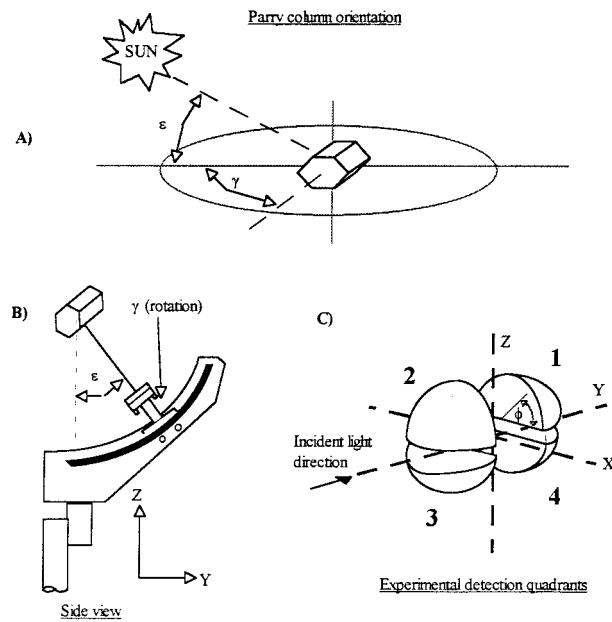 Parry column orientation
SUN
ε
A)
γ
B)
γ (rotation)
ε
Z
Y
Side view
C)
Z
1
2
Y
ϕ
Incident light
direction
X
3
4
Experimental detection quadrants